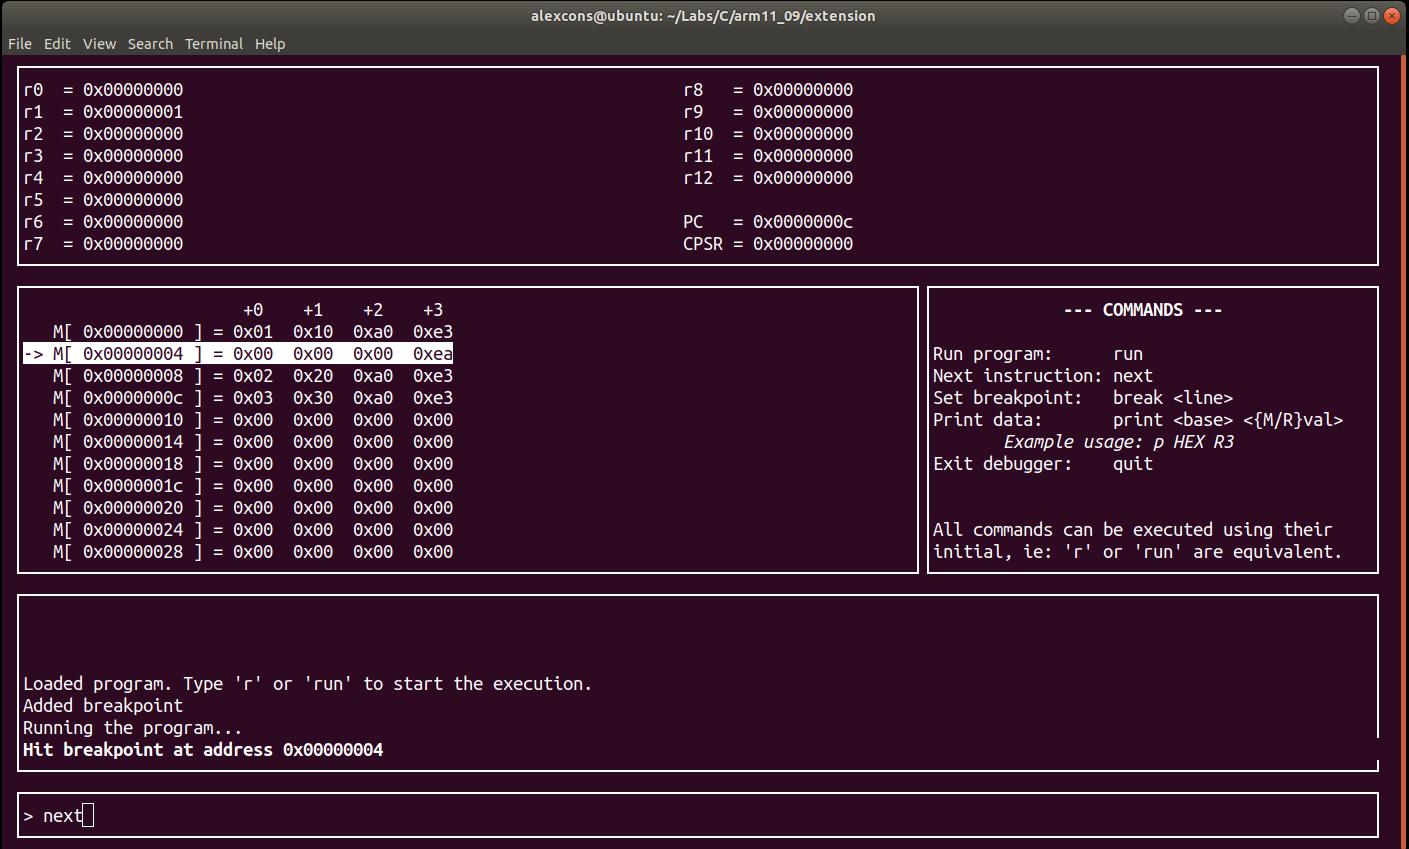 alexcons@ubuntu: ~/Labs/C/arm11_09/extension
File Edit View Search Terminal Help
r0  = 0x00000000    r8   = 0x00000000
r1  = 0x00000001    r9   = 0x00000000
r2  = 0x00000000    r10  = 0x00000000
r3  = 0x00000000    r11  = 0x00000000
r4  = 0x00000000    r12  = 0x00000000
r5  = 0x00000000
r6  = 0x00000000    PC   = 0x0000000c
r7  = 0x00000000    CPSR = 0x00000000
+0 +1 +2 +3
M[ 0x00000000 ] = 0x01 0x10 0xa0 0xe3
-> M[ 0x00000004 ] = 0x00 0x00 0x00 0xea
M[ 0x00000008 ] = 0x02 0x20 0xa0 0xe3
M[ 0x0000000c ] = 0x03 0x30 0xa0 0xe3
M[ 0x00000010 ] = 0x00 0x00 0x00 0x00
M[ 0x00000014 ] = 0x00 0x00 0x00 0x00
M[ 0x00000018 ] = 0x00 0x00 0x00 0x00
M[ 0x0000001c ] = 0x00 0x00 0x00 0x00
M[ 0x00000020 ] = 0x00 0x00 0x00 0x00
M[ 0x00000024 ] = 0x00 0x00 0x00 0x00
M[ 0x00000028 ] = 0x00 0x00 0x00 0x00
--- COMMANDS ---
Run program: run
Next instruction: next
Set breakpoint: break <line>
Print data: print <base> <{M/R}val>
Example usage: p HEX R3
Exit debugger: quit
All commands can be executed using their
initial, ie: 'r' or 'run' are equivalent.
Loaded program. Type 'r' or 'run' to start the execution.
Added breakpoint
Running the program...
Hit breakpoint at address 0x00000004
> next